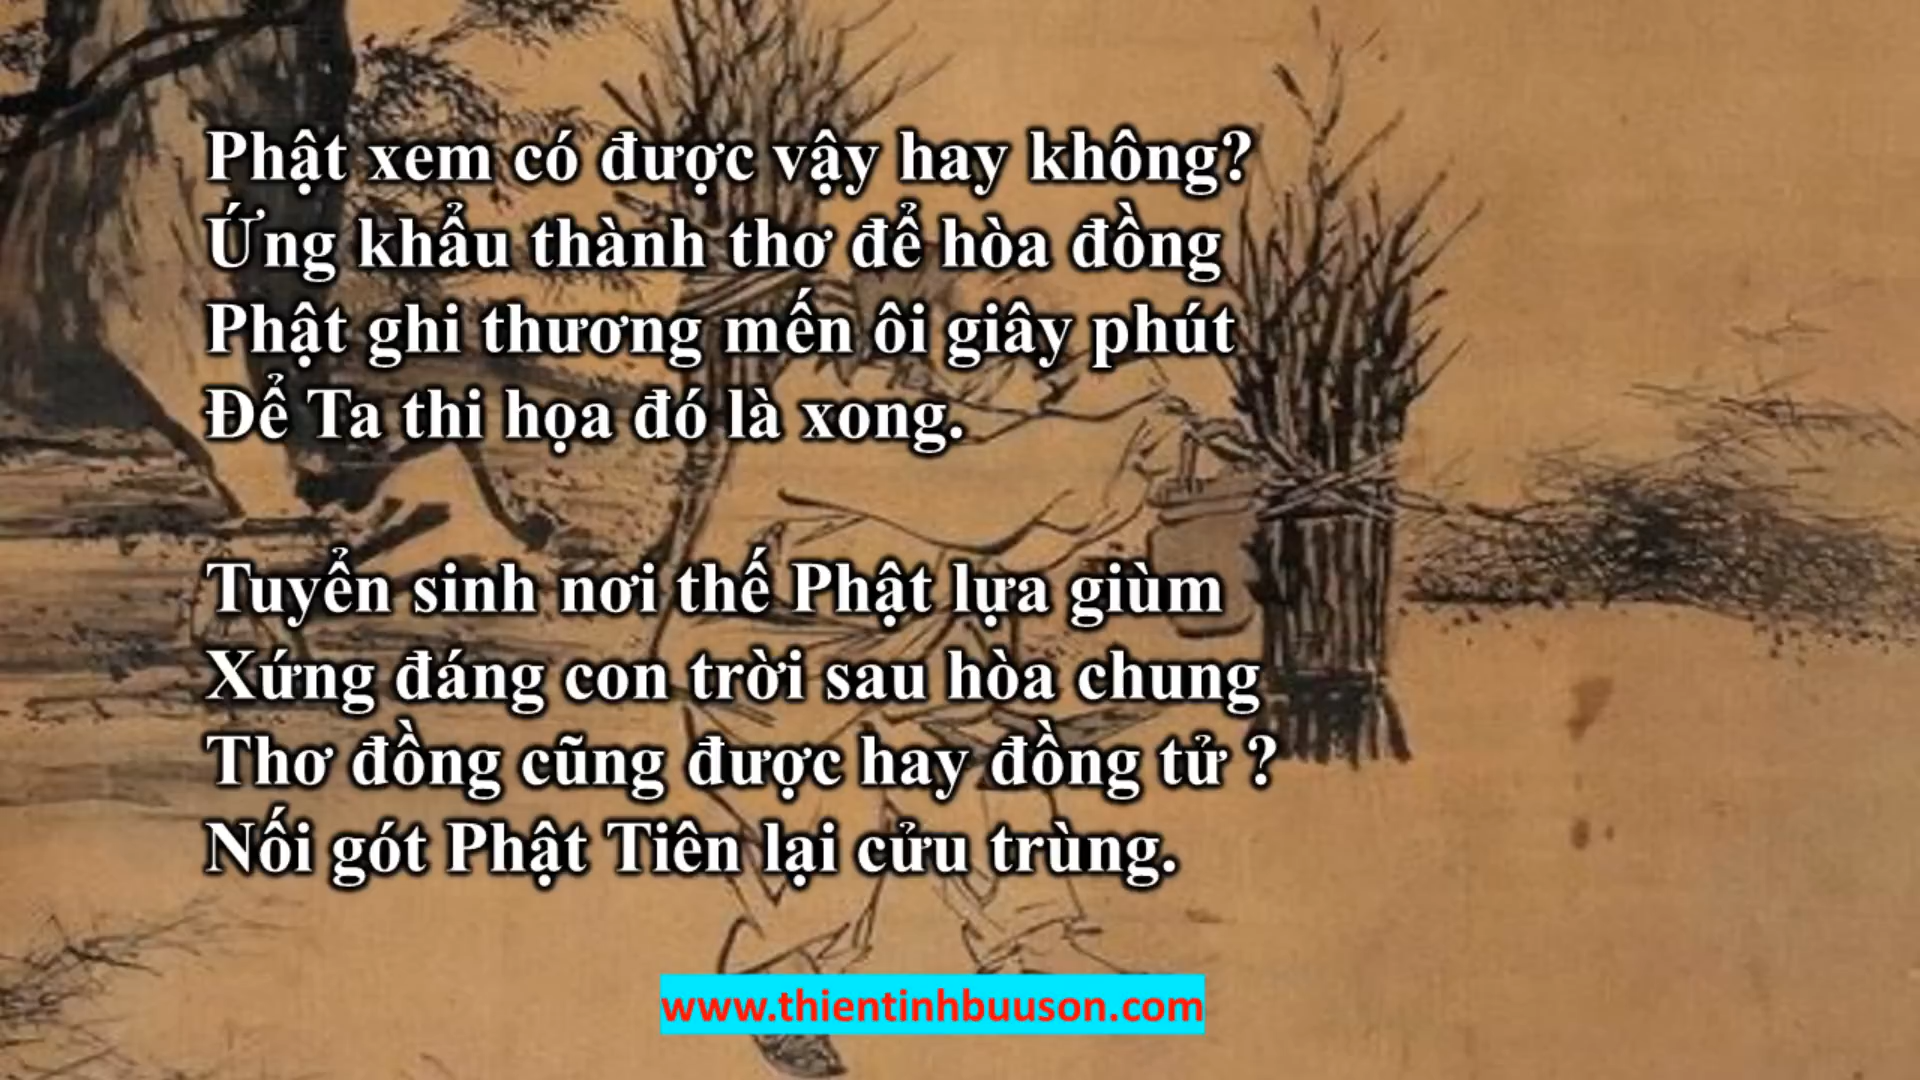 Phật xem có được vậy hay không?
Ứng khẩu thành thơ để hòa đồng
Phật ghi thương mến ôi giây phút
Để Ta thi họa đó là xong.
Tuyển sinh nơi thế Phật lựa giùm
Xứng đáng con trời sau hòa chung
Thơ đồng cũng được hay đồng tử ?
Nối gót Phật Tiên lại cửu trùng.
www.thientinhbuuson.com